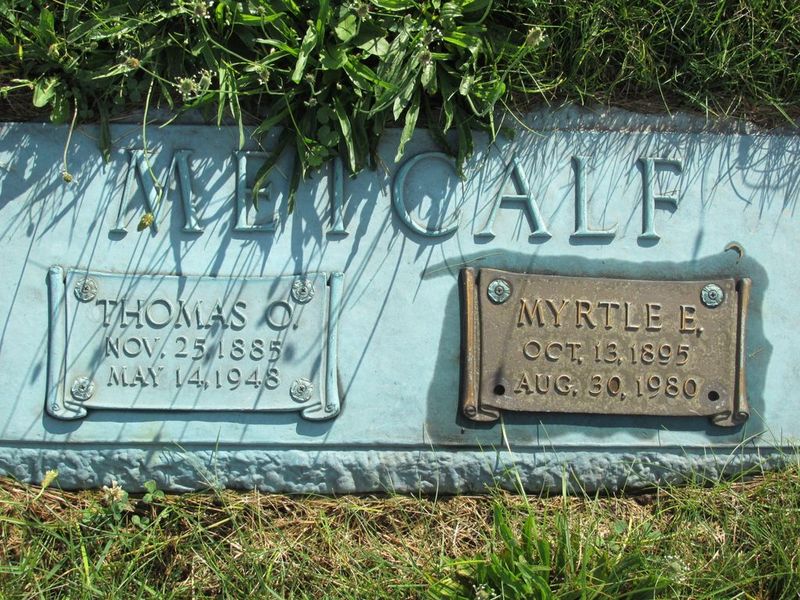 METCALF
THOMAS O.
NOV. 25 1885
MAY 14, 1948
MYRTLE E.
OCT. 13, 1895
AUG. 30, 1980